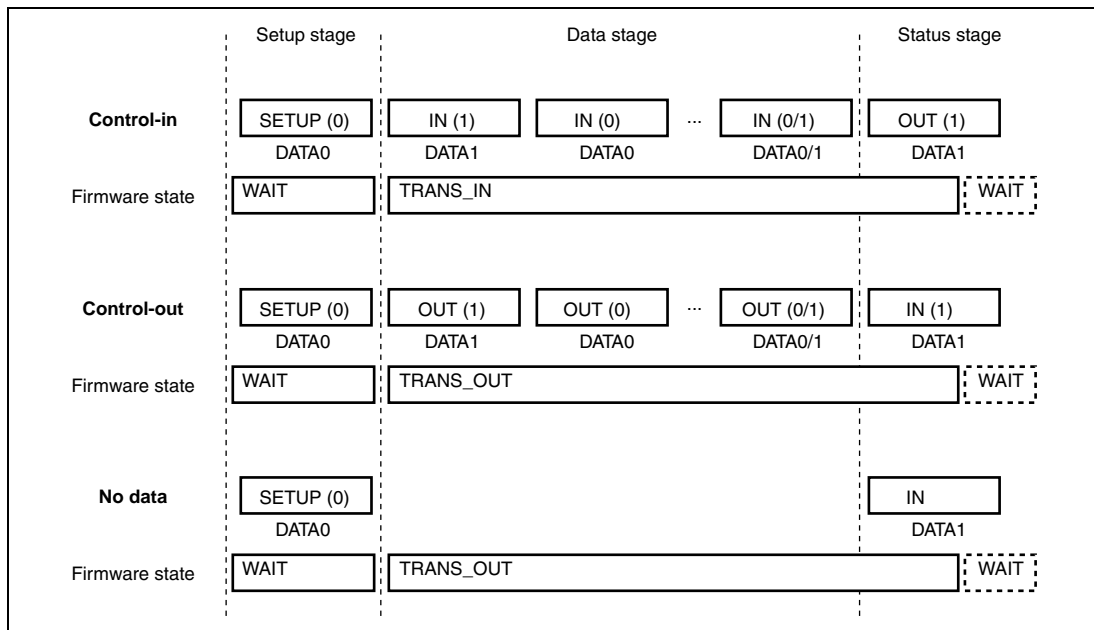 Setup stage Data stage Status stage
Control-in SETUP (0) IN (1) IN (0) ... IN (0/1) OUT (1)
DATA0 DATA1 DATA0 DATA0/1 DATA1
Firmware state WAIT TRANS_IN WAIT
Control-out SETUP (0) OUT (1) OUT (0) ... OUT (0/1) IN (1)
DATA0 DATA1 DATA0 DATA0/1 DATA1
Firmware state WAIT TRANS_OUT WAIT
No data SETUP (0) IN
DATA0 DATA1
Firmware state WAIT TRANS_OUT WAIT